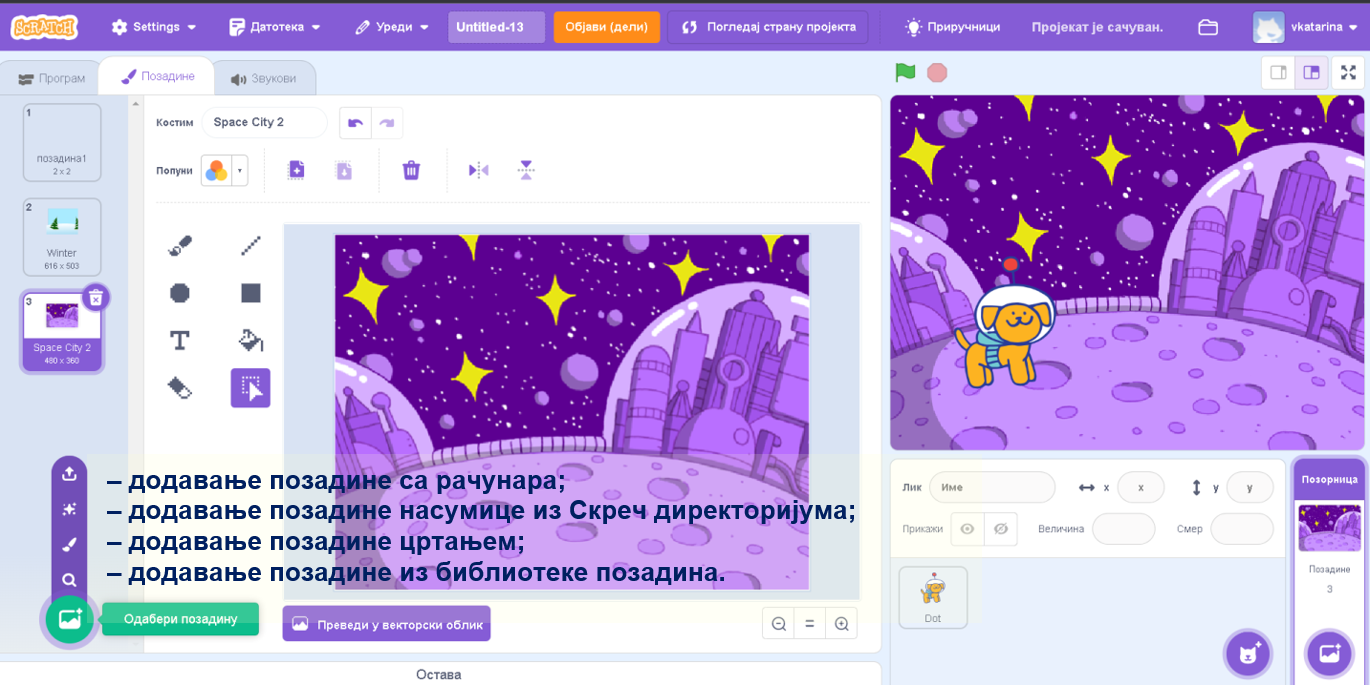 SCRATCH Settings Датотека Уреди Untitled-13 Објави (дели) Погледај страну пројекта Приручници Пројекат је сачуван. vkatarina
Програм Позадине Звукови
1
позадина1
2 x 2
2
Winter
616 x 503
3
Space City 2
480 x 360
Костим Space City 2
Попуни
– додавање позадине са рачунара;
– додавање позадине насумице из Скреч директоријума;
– додавање позадине цртањем;
– додавање позадине из библиотеке позадина.
Одабери позадину
Преведи у векторски облик
Остава
Лик Име x x y y
Прикажи Величина Смер
Dot
Позорница
Позадине
3